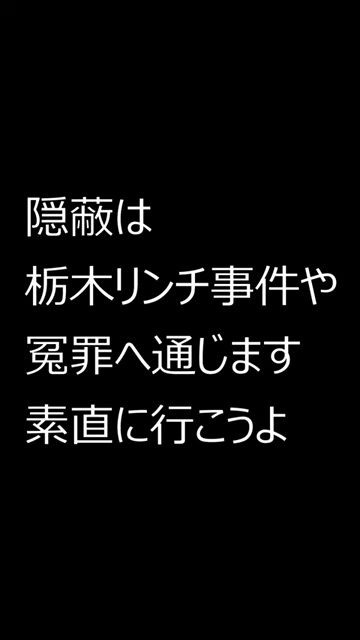 隠蔽は
栃木リンチ事件や
冤罪へ通じます
素直に行こうよ